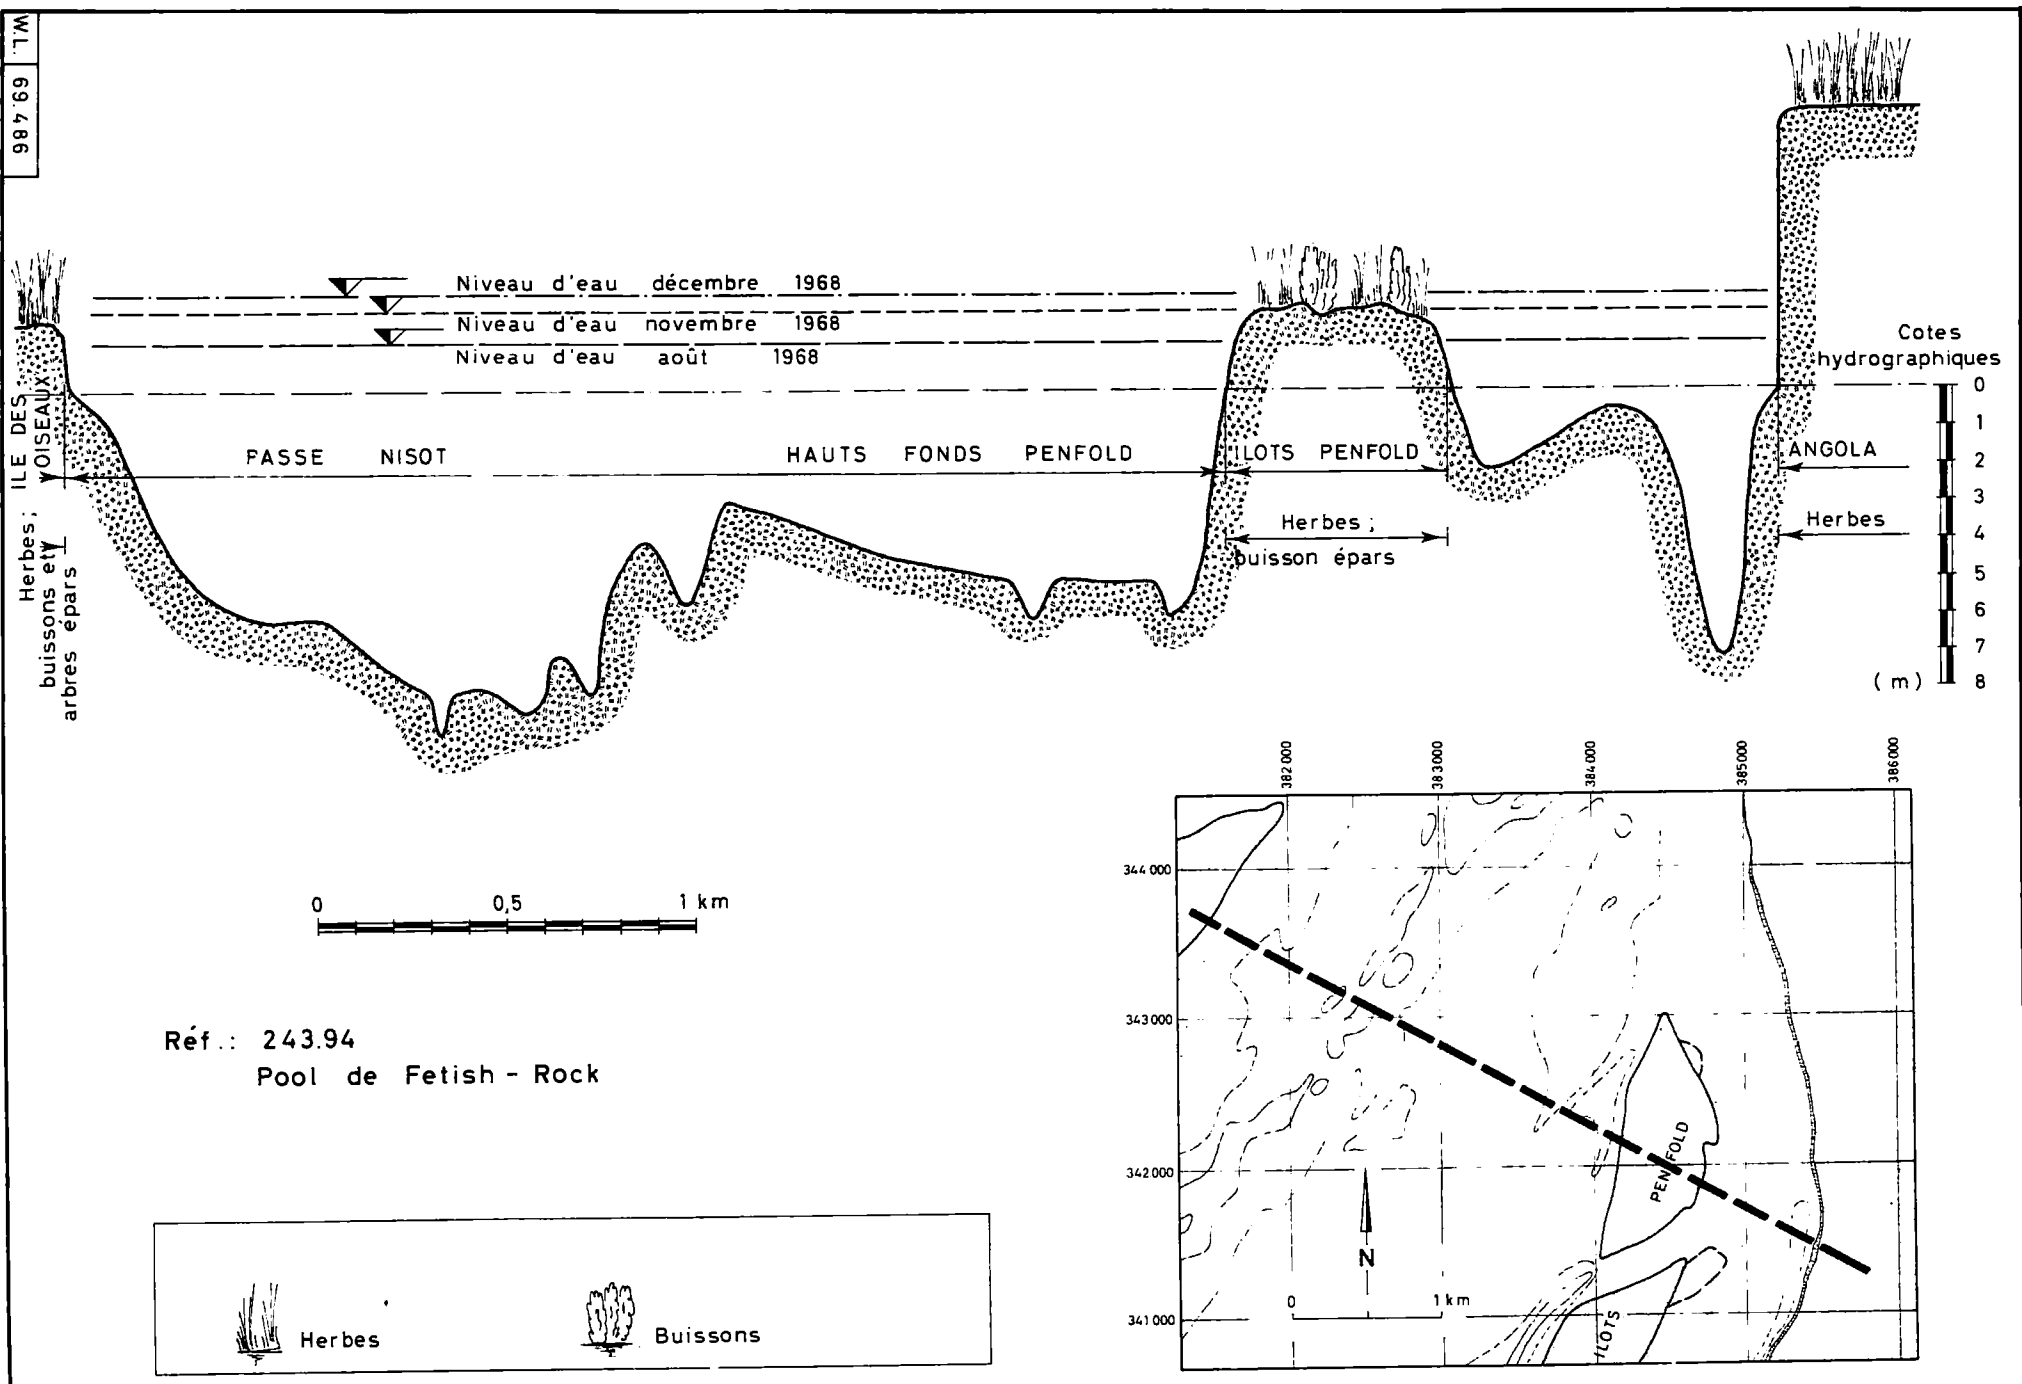 W.L. 69.486
Niveau d'eau décembre 1968
Niveau d'eau novembre 1968
Niveau d'eau août 1968
Cotes
hydrographiques
0
1
2
3
4
5
6
7
8
(m)
ILE DES
OISEAUX
PASSE NISOT
HAUTS FONDS PENFOLD
ILOTS PENFOLD
ANGOLA
Herbes;
buissons et
arbres épars
Herbes;
buisson épars
Herbes
0 0,5 1 km
Réf.: 243.94
Pool de Fetish - Rock
Herbes
Buissons
382000 383000 384000 385000 386000
344000
343000
342000
341000
PENFOLD
ILOTS
N
0 1 km